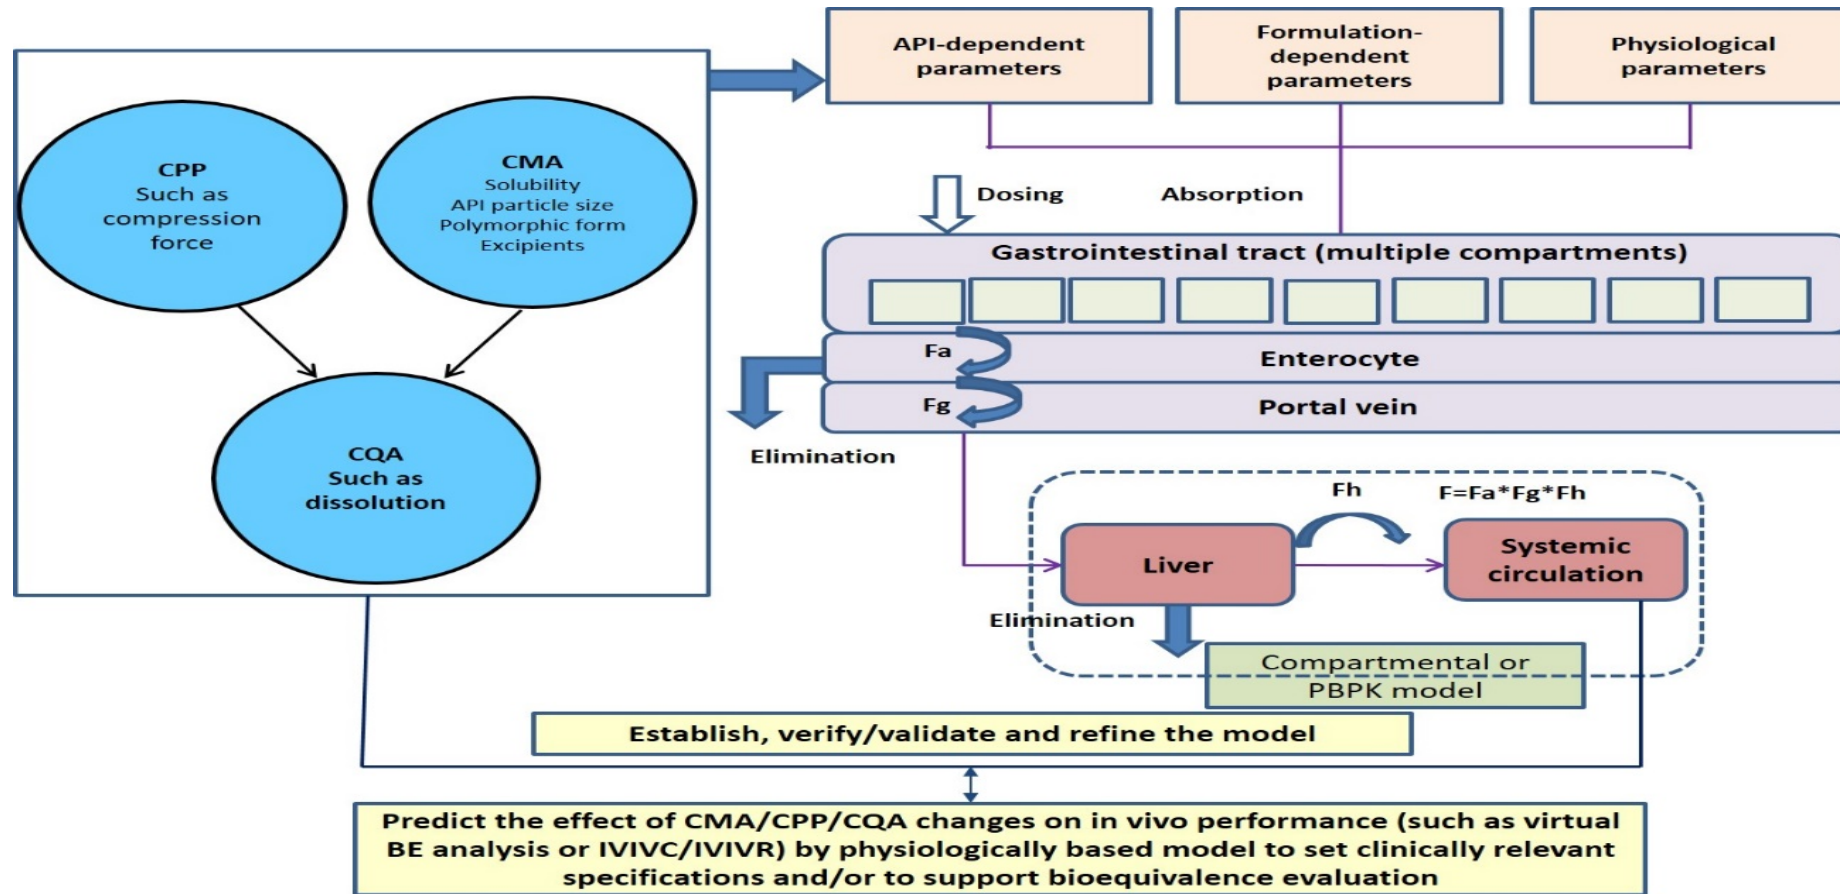 CPP
Such as
compression
force
CMA
Solubility
API particle size
Polymorphic form
Excipients
CQA
Such as
dissolution
API-dependent
parameters
Formulation-
dependent
parameters
Physiological
parameters
Dosing
Absorption
Gastrointestinal tract (multiple compartments)
Fa
Enterocyte
Fg
Portal vein
Elimination
Fh
F=Fa*Fg*Fh
Liver
Systemic
circulation
Elimination
Compartmental or
PBPK model
Establish, verify/validate and refine the model
Predict the effect of CMA/CPP/CQA changes on in vivo performance (such as virtual
BE analysis or IVIVC/IVIVR) by physiologically based model to set clinically relevant
specifications and/or to support bioequivalence evaluation